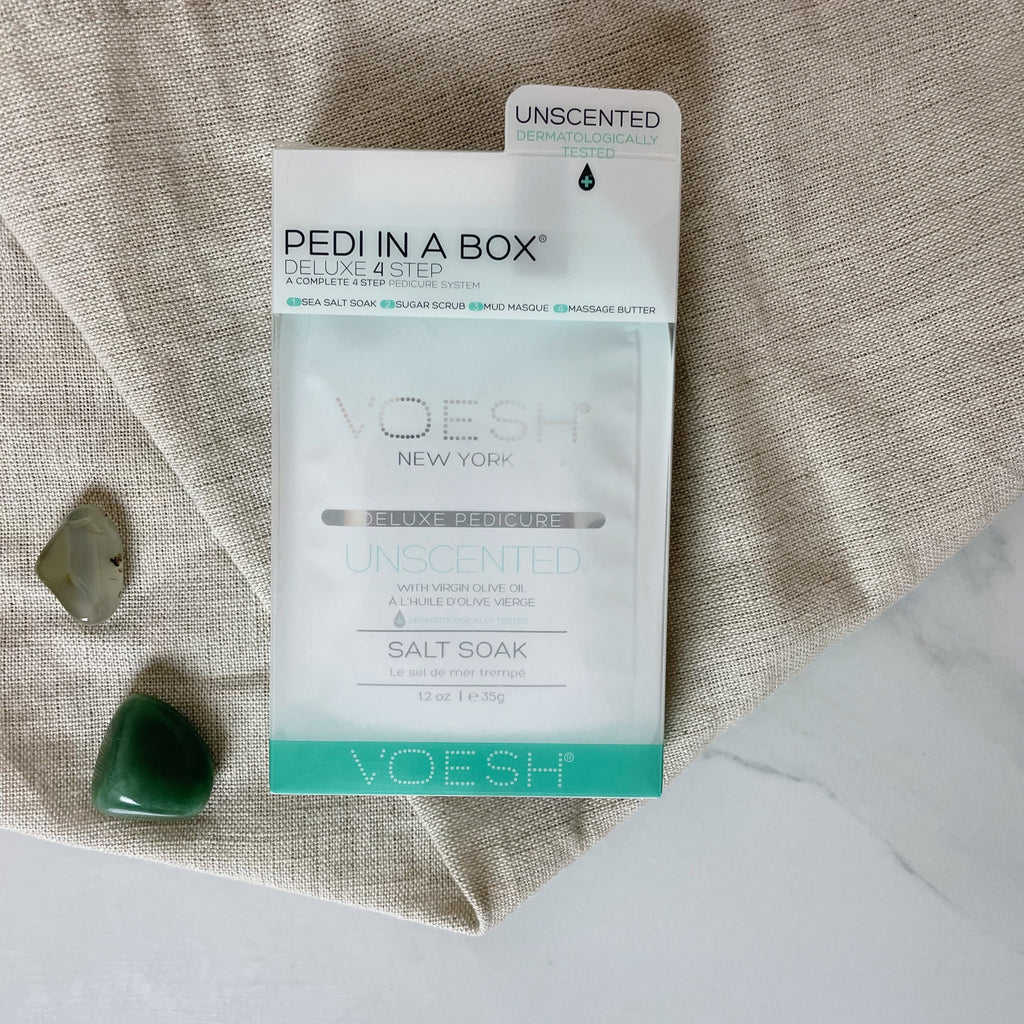 UNSCENTED
DERMATOLOGICALLY
TESTED
PEDI IN A BOX®
DELUXE 4 STEP
A COMPLETE 4 STEP PEDICURE SYSTEM
1 SEA SALT SOAK 2 SUGAR SCRUB 3 MUD MASQUE 4 MASSAGE BUTTER
VOESH®
NEW YORK
DELUXE PEDICURE
UNSCENTED
WITH VIRGIN OLIVE OIL
À L'HUILE D'OLIVE VIERGE
DERMATOLOGICALLY TESTED
SALT SOAK
Le sel de mer trempé
1.2 oz | ℮ 35g
VOESH®